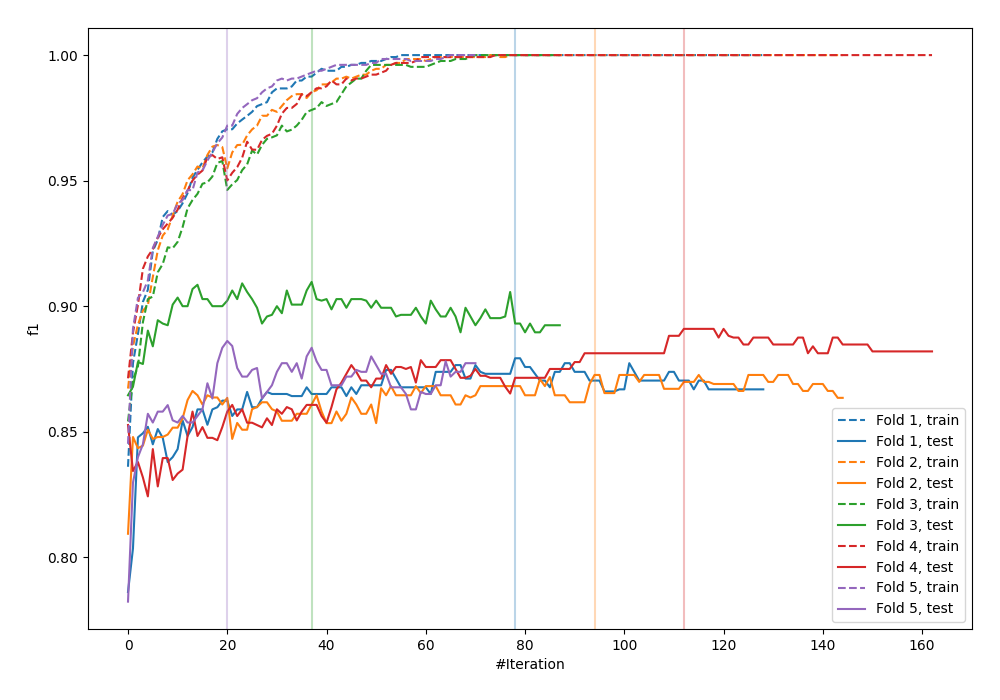 1.00
0.95
0.90
0.85
0.80
f1
0 20 40 60 80 100 120 140 160
#Iteration
Fold 1, train
Fold 1, test
Fold 2, train
Fold 2, test
Fold 3, train
Fold 3, test
Fold 4, train
Fold 4, test
Fold 5, train
Fold 5, test